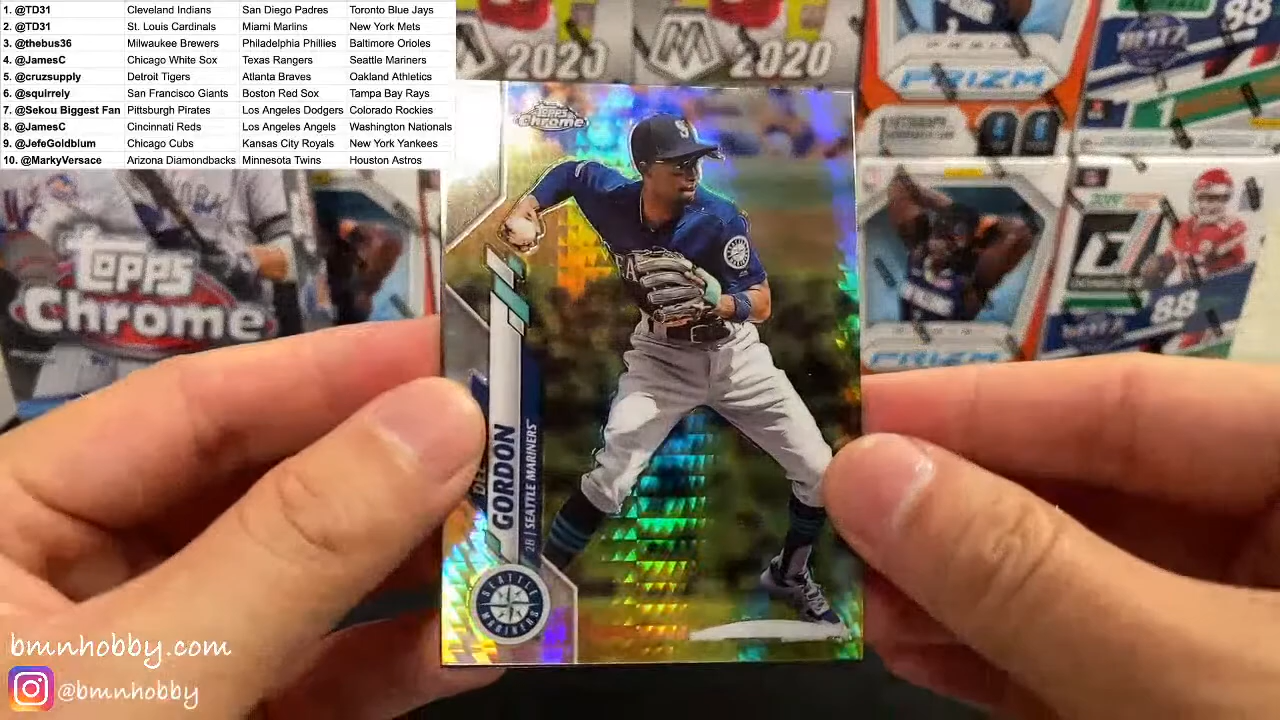 1. @TD31 Cleveland Indians San Diego Padres Toronto Blue Jays
2. @TD31 St. Louis Cardinals Miami Marlins New York Mets
3. @thebus36 Milwaukee Brewers Philadelphia Phillies Baltimore Orioles
4. @JamesC Chicago White Sox Texas Rangers Seattle Mariners
5. @cruzsupply Detroit Tigers Atlanta Braves Oakland Athletics
6. @squirrely San Francisco Giants Boston Red Sox Tampa Bay Rays
7. @Sekou Biggest Fan Pittsburgh Pirates Los Angeles Dodgers Colorado Rookies
8. @JamesC Cincinnati Reds Los Angeles Angels Washington Nationals
9. @JefeGoldblum Chicago Cubs Kansas City Royals New York Yankees
10. @MarkyVersace Arizona Diamondbacks Minnesota Twins Houston Astros
2020
2020
PRIZM
88
Topps
Chrome
Topps
Chrome
88
PRIZM
GORDON
2B | SEATTLE MARINERS™
SEATTLE
MARINERS
bmnhobby.com
@bmnhobby